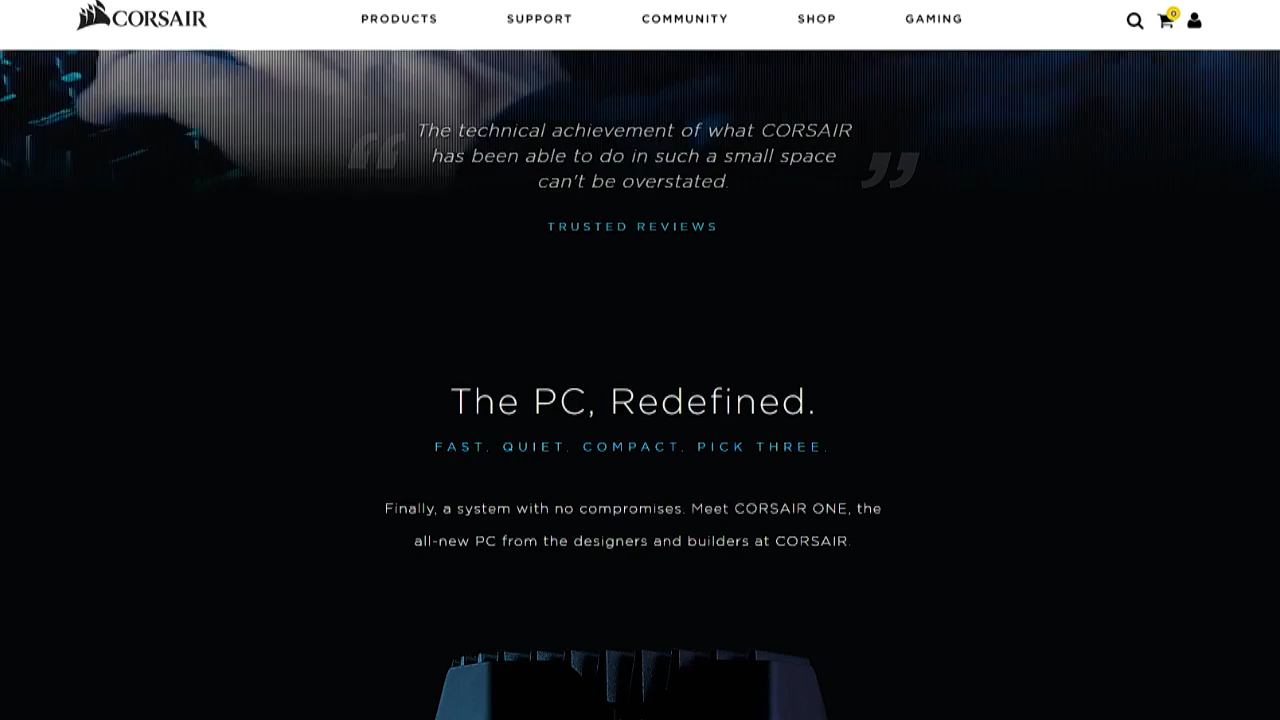 CORSAIR
PRODUCTS
SUPPORT
COMMUNITY
SHOP
GAMING
0
“The technical achievement of what CORSAIR
has been able to do in such a small space
can't be overstated.”
TRUSTED REVIEWS
The PC, Redefined.
FAST. QUIET. COMPACT. PICK THREE.
Finally, a system with no compromises. Meet CORSAIR ONE, the
all-new PC from the designers and builders at CORSAIR.